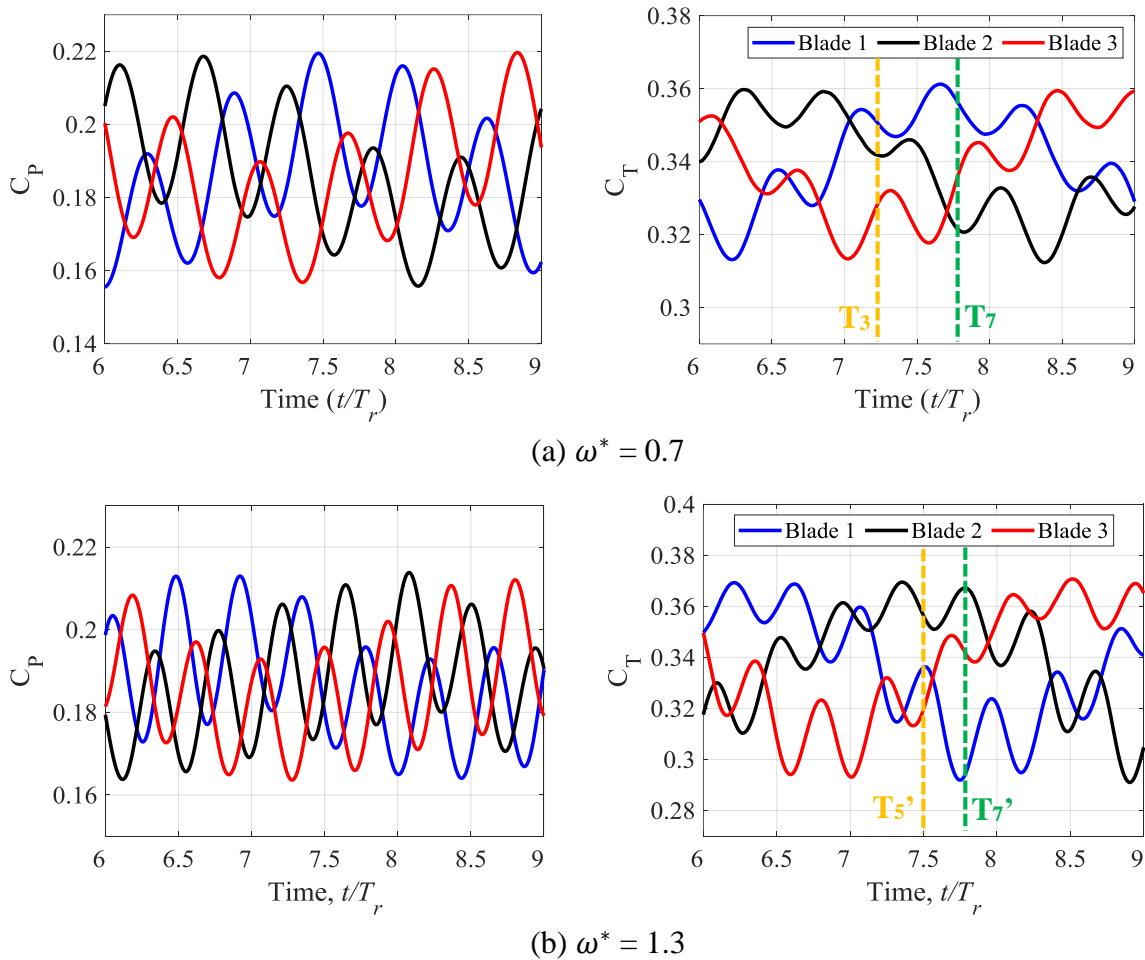 C_P
0.22
0.2
0.18
0.16
0.14
6 6.5 7 7.5 8 8.5 9
Time (t/T_r)
C_T
0.38
0.36
0.34
0.32
0.3
Blade 1 Blade 2 Blade 3
T3 T7
6 6.5 7 7.5 8 8.5 9
Time (t/T_r)
(a) ω* = 0.7
C_P
0.22
0.2
0.18
0.16
6 6.5 7 7.5 8 8.5 9
Time, t/T_r
C_T
0.4
0.38
0.36
0.34
0.32
0.3
0.28
Blade 1 Blade 2 Blade 3
T5’ T7’
6 6.5 7 7.5 8 8.5 9
Time, t/T_r
(b) ω* = 1.3